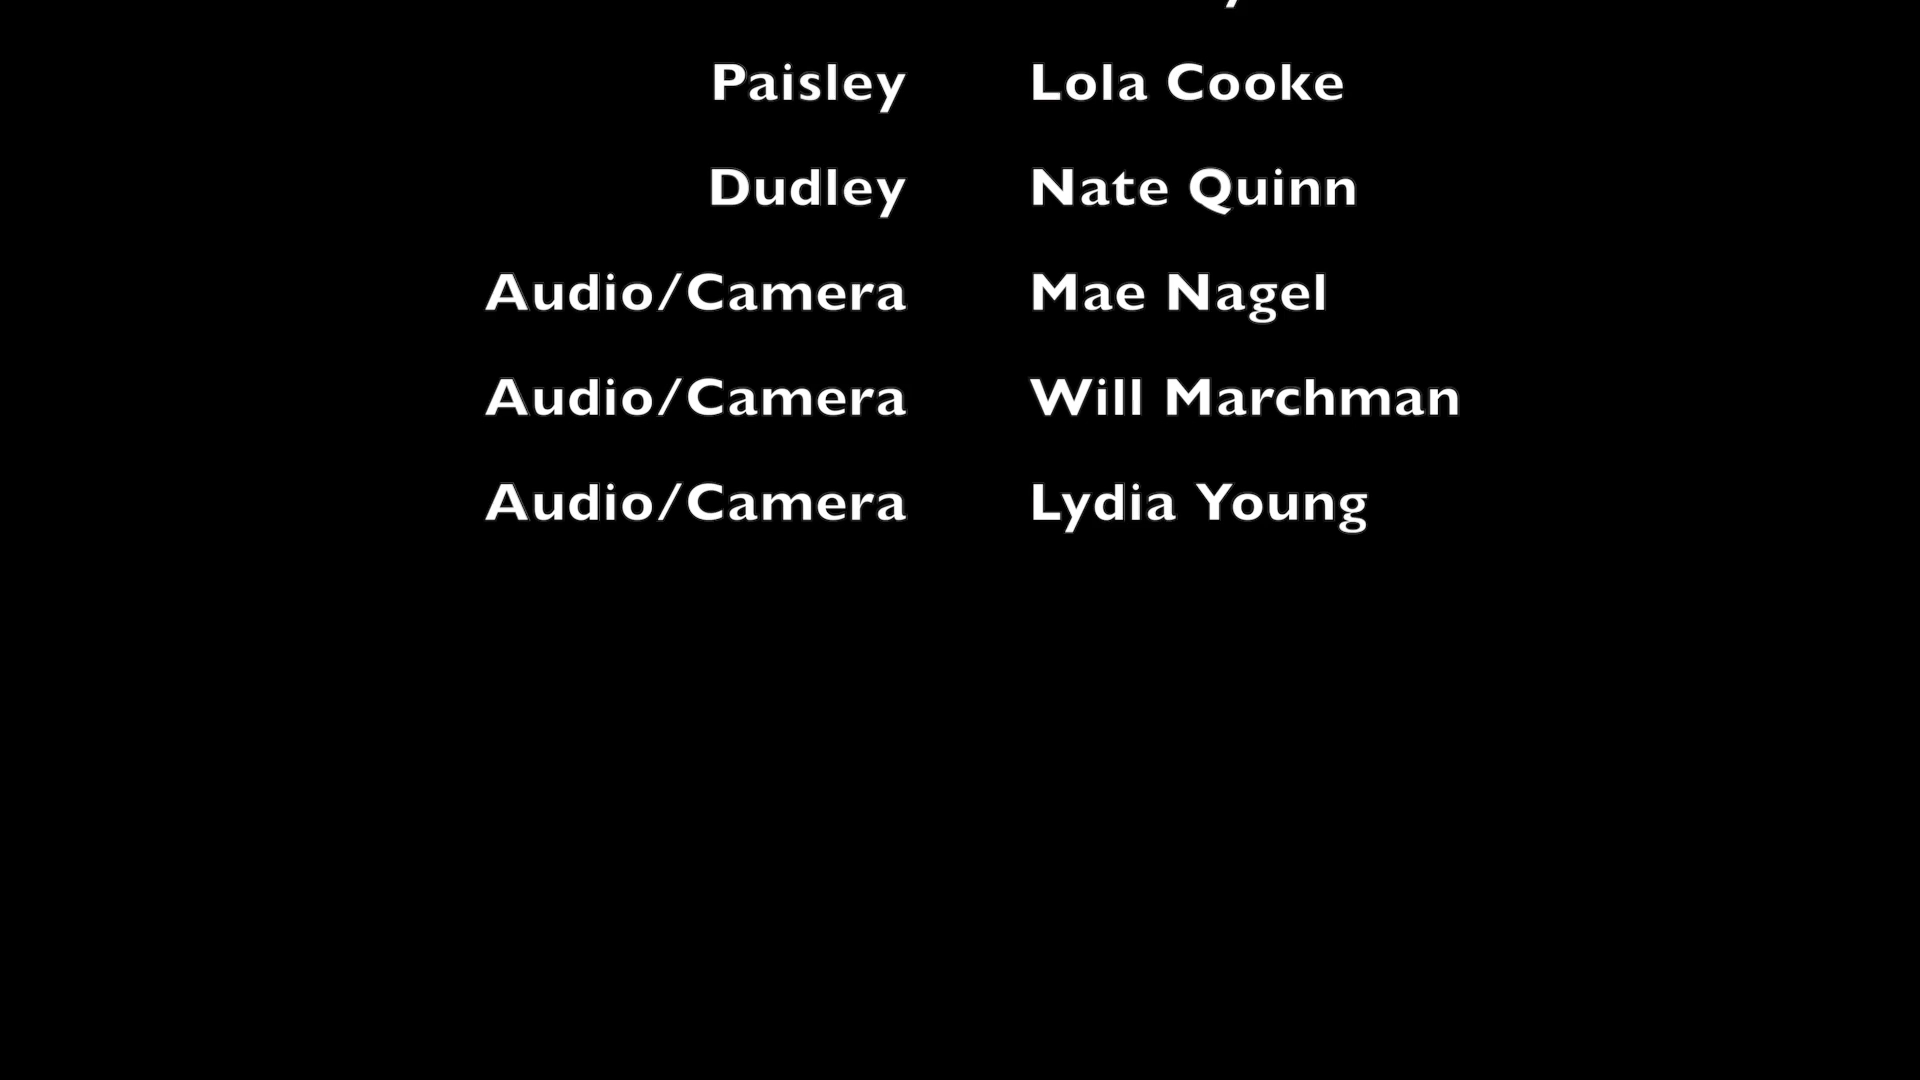 Paisley Lola Cooke
Dudley Nate Quinn
Audio/Camera Mae Nagel
Audio/Camera Will Marchman
Audio/Camera Lydia Young